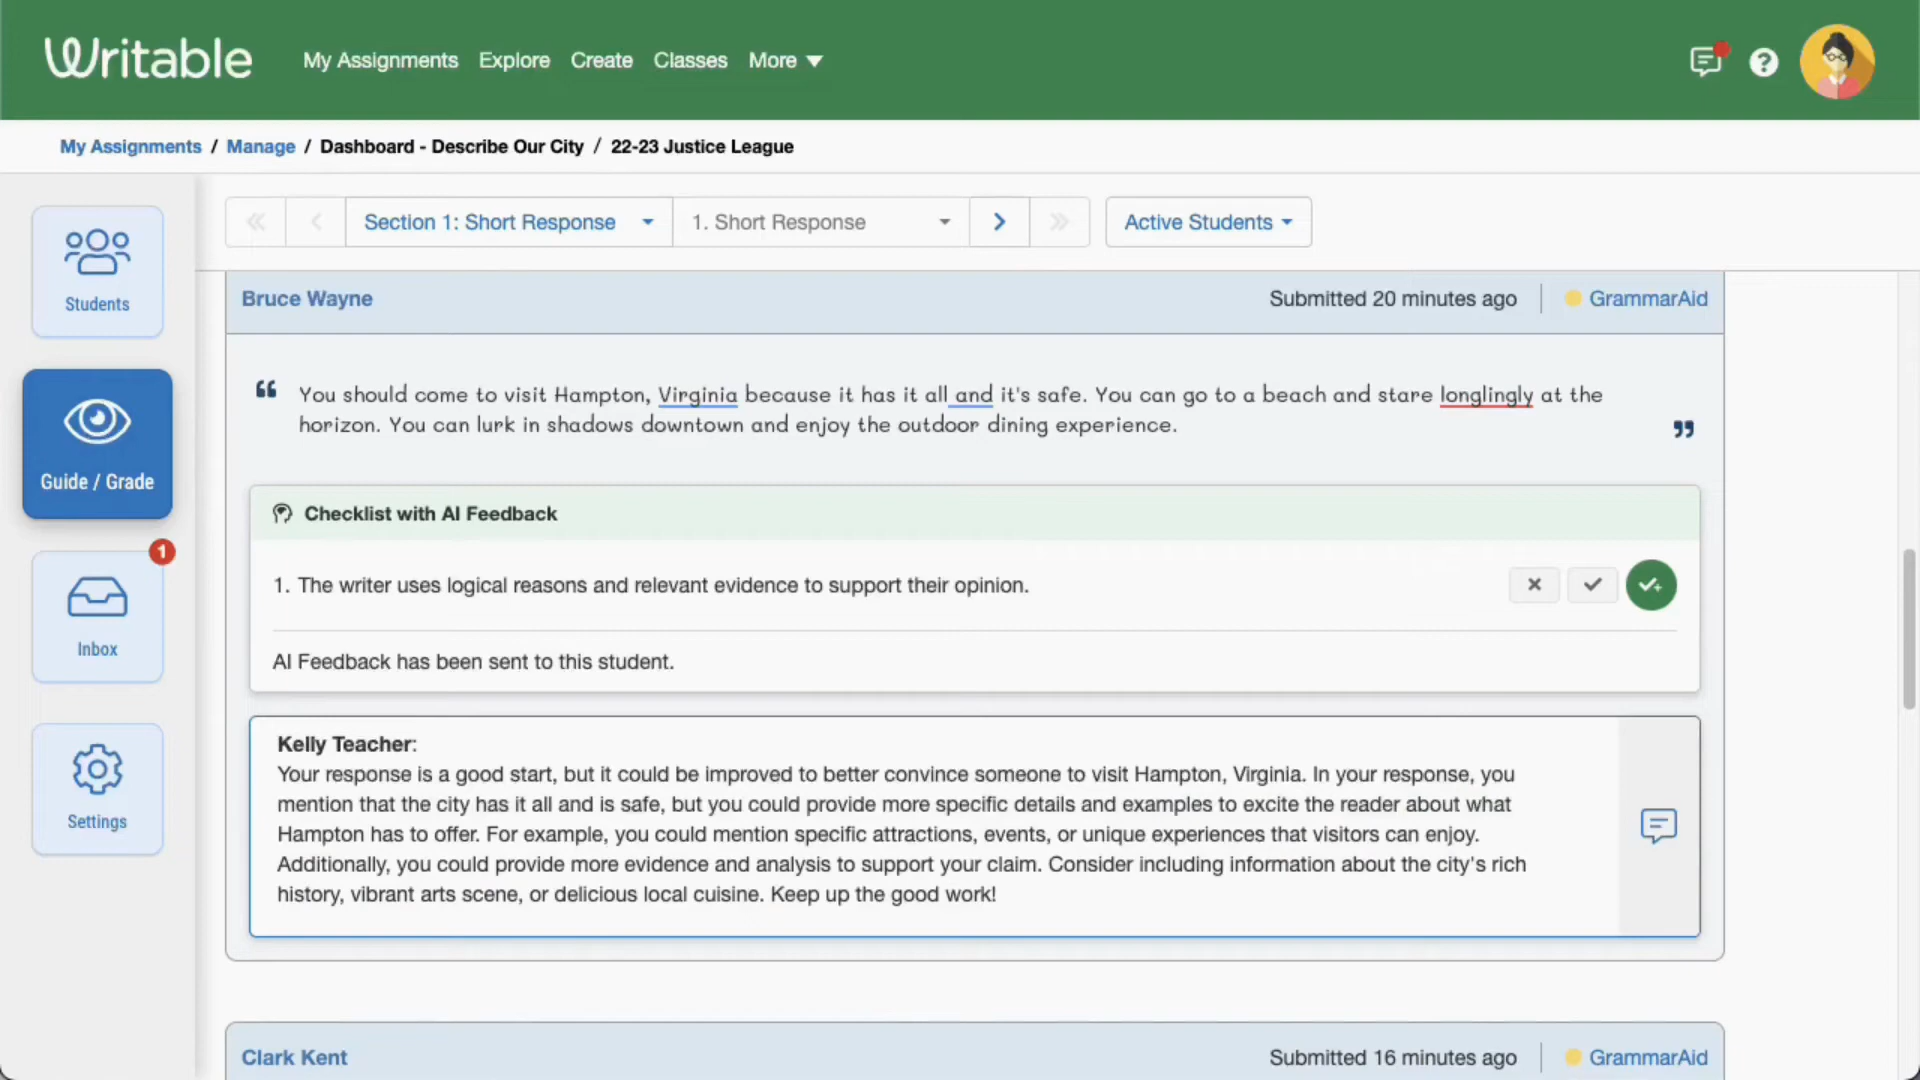 Writable
My Assignments Explore Create Classes More
My Assignments / Manage / Dashboard - Describe Our City / 22-23 Justice League
Students
Guide / Grade
1
Inbox
Settings
Section 1: Short Response
1. Short Response
Active Students
Bruce Wayne
Submitted 20 minutes ago
GrammarAid
“ You should come to visit Hampton, Virginia because it has it all and it's safe. You can go to a beach and stare longlingly at the
horizon. You can lurk in shadows downtown and enjoy the outdoor dining experience. ”
Checklist with AI Feedback
1. The writer uses logical reasons and relevant evidence to support their opinion.
AI Feedback has been sent to this student.
Kelly Teacher:
Your response is a good start, but it could be improved to better convince someone to visit Hampton, Virginia. In your response, you
mention that the city has it all and is safe, but you could provide more specific details and examples to excite the reader about what
Hampton has to offer. For example, you could mention specific attractions, events, or unique experiences that visitors can enjoy.
Additionally, you could provide more evidence and analysis to support your claim. Consider including information about the city's rich
history, vibrant arts scene, or delicious local cuisine. Keep up the good work!
Clark Kent
Submitted 16 minutes ago
GrammarAid